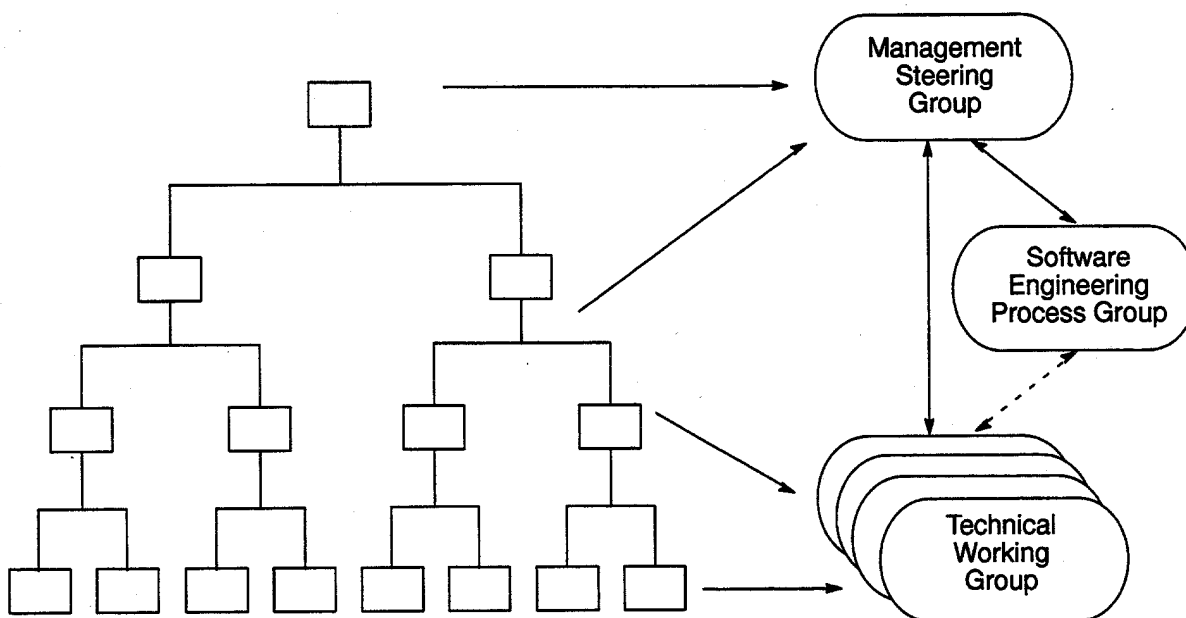 Management
Steering
Group
Software
Engineering
Process Group
Technical
Working
Group